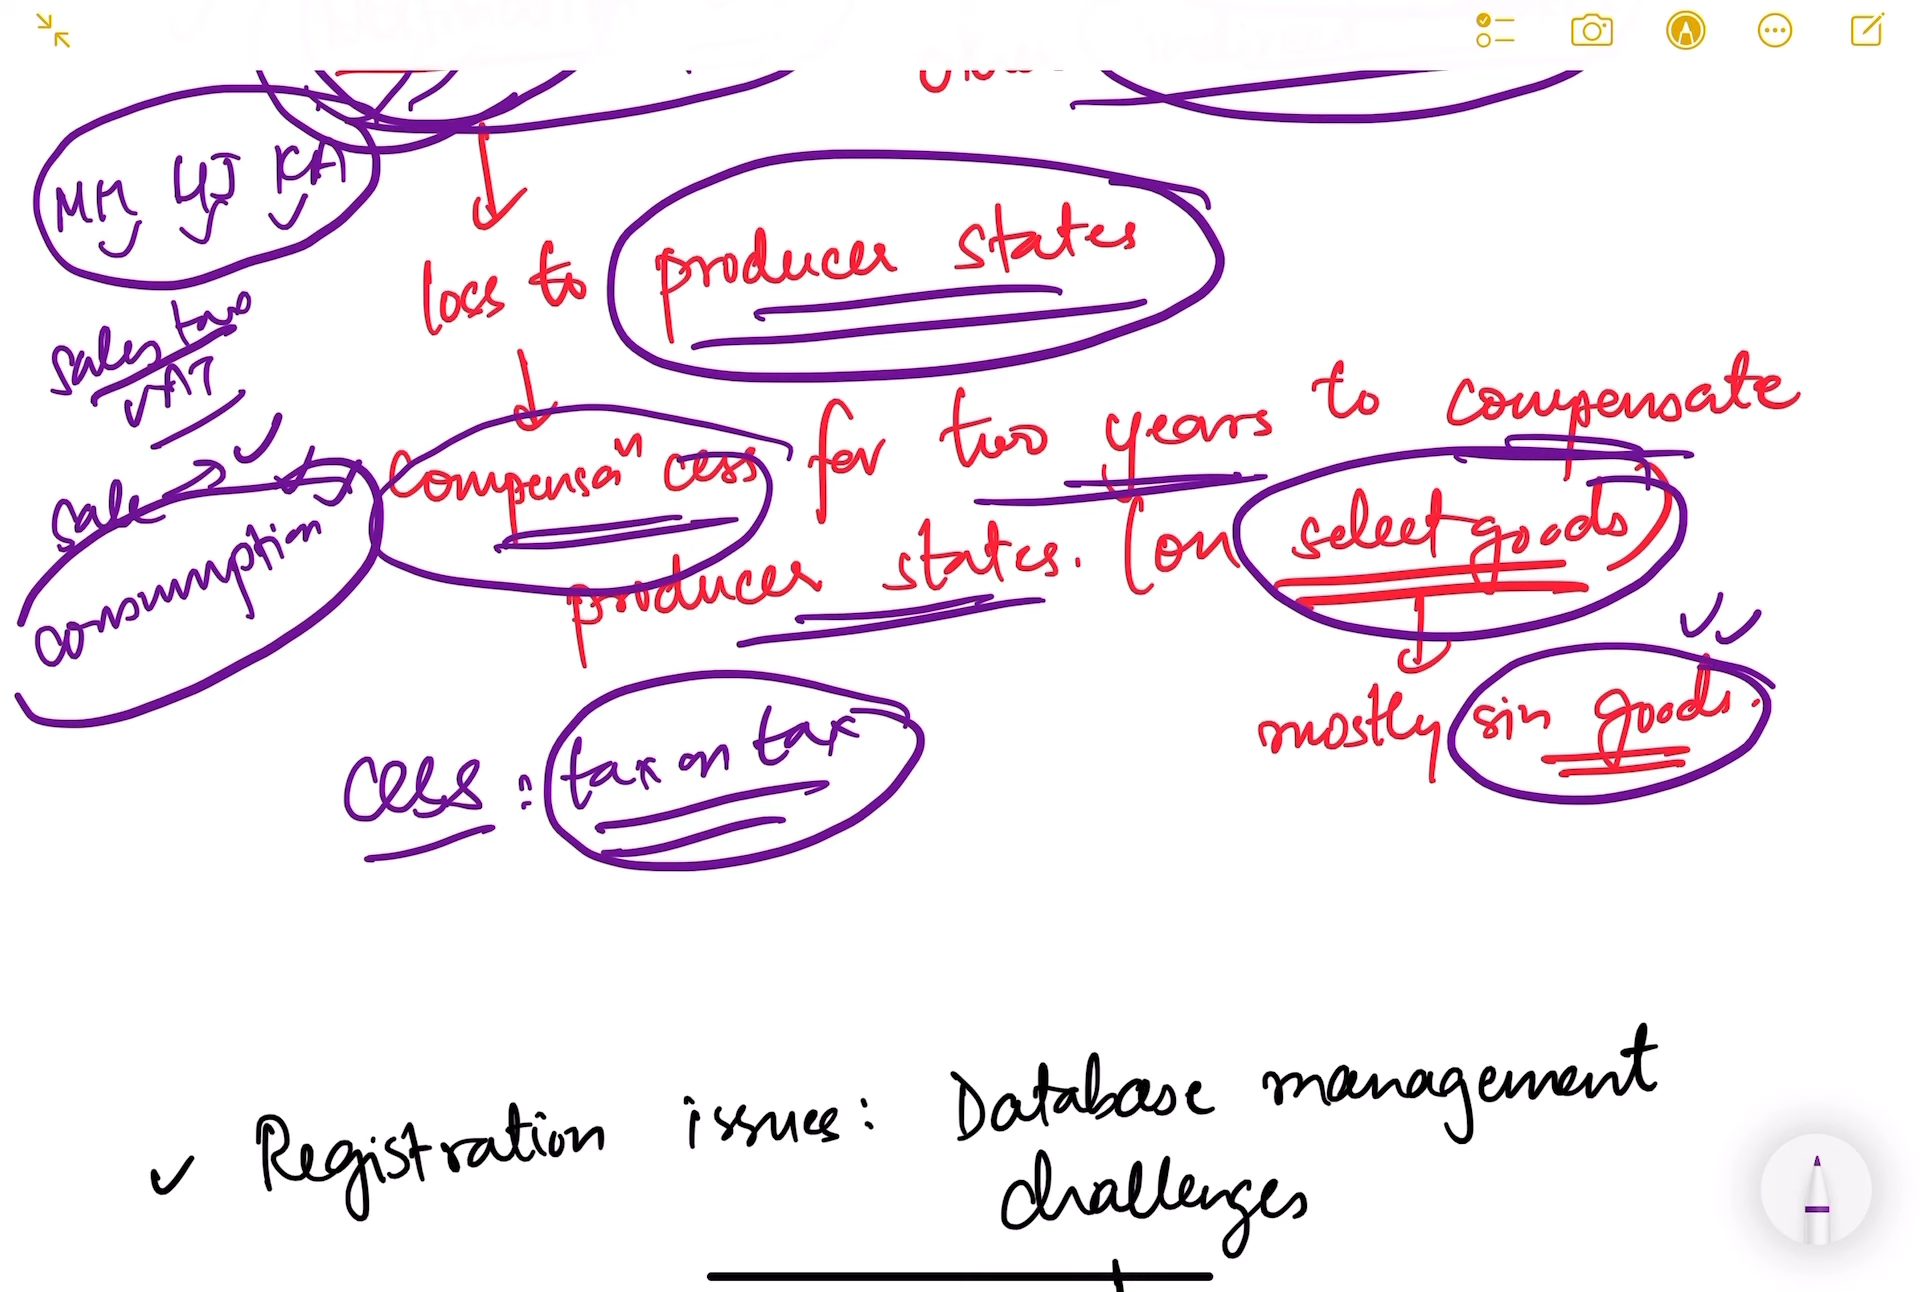 MH GJ KA
loss to producer states
sales tax
VAT
compensaⁿ cess for two years to compensate
sale
consumption
producer states. (on select goods)
mostly sin goods.
cess: tax on tax
Registration issues: Database management
challenges